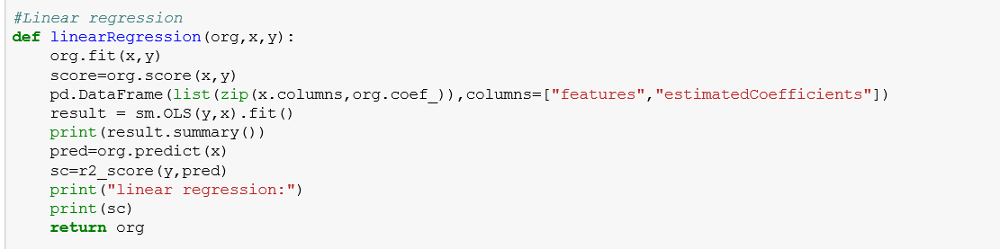 #Linear regression
def linearRegression(org,x,y):
    org.fit(x,y)
    score=org.score(x,y)
    pd.DataFrame(list(zip(x.columns,org.coef_)),columns=["features","estimatedCoefficients"])
    result = sm.OLS(y,x).fit()
    print(result.summary())
    pred=org.predict(x)
    sc=r2_score(y,pred)
    print("linear regression:")
    print(sc)
    return org